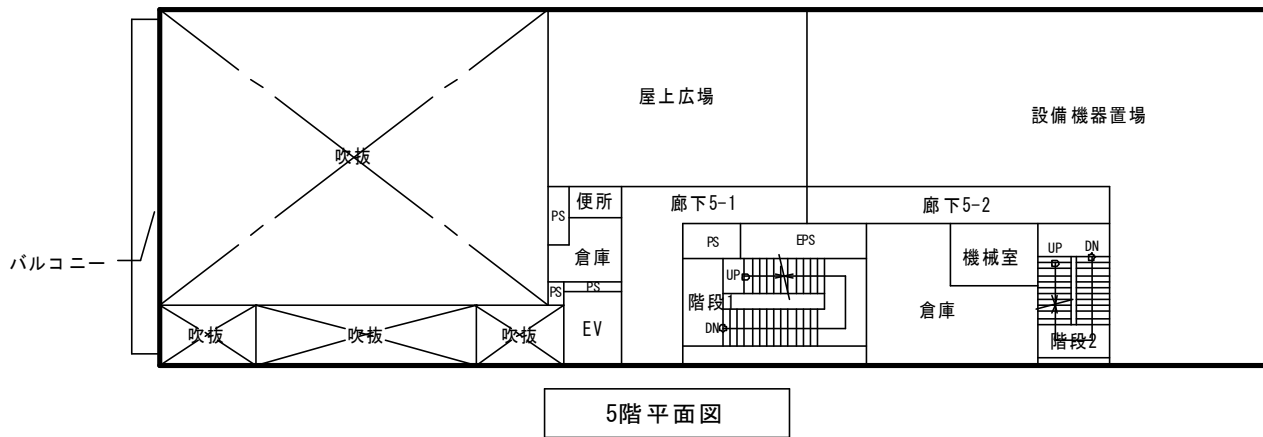 屋上広場
設備機器置場
吹抜
便所
PS
廊下5-1
廊下5-2
PS
EPS
UP
DN
機械室
倉庫
バルコニー
UP
PS
PS
階段1
倉庫
吹抜
吹抜
吹抜
EV
DN
階段2
5階平面図